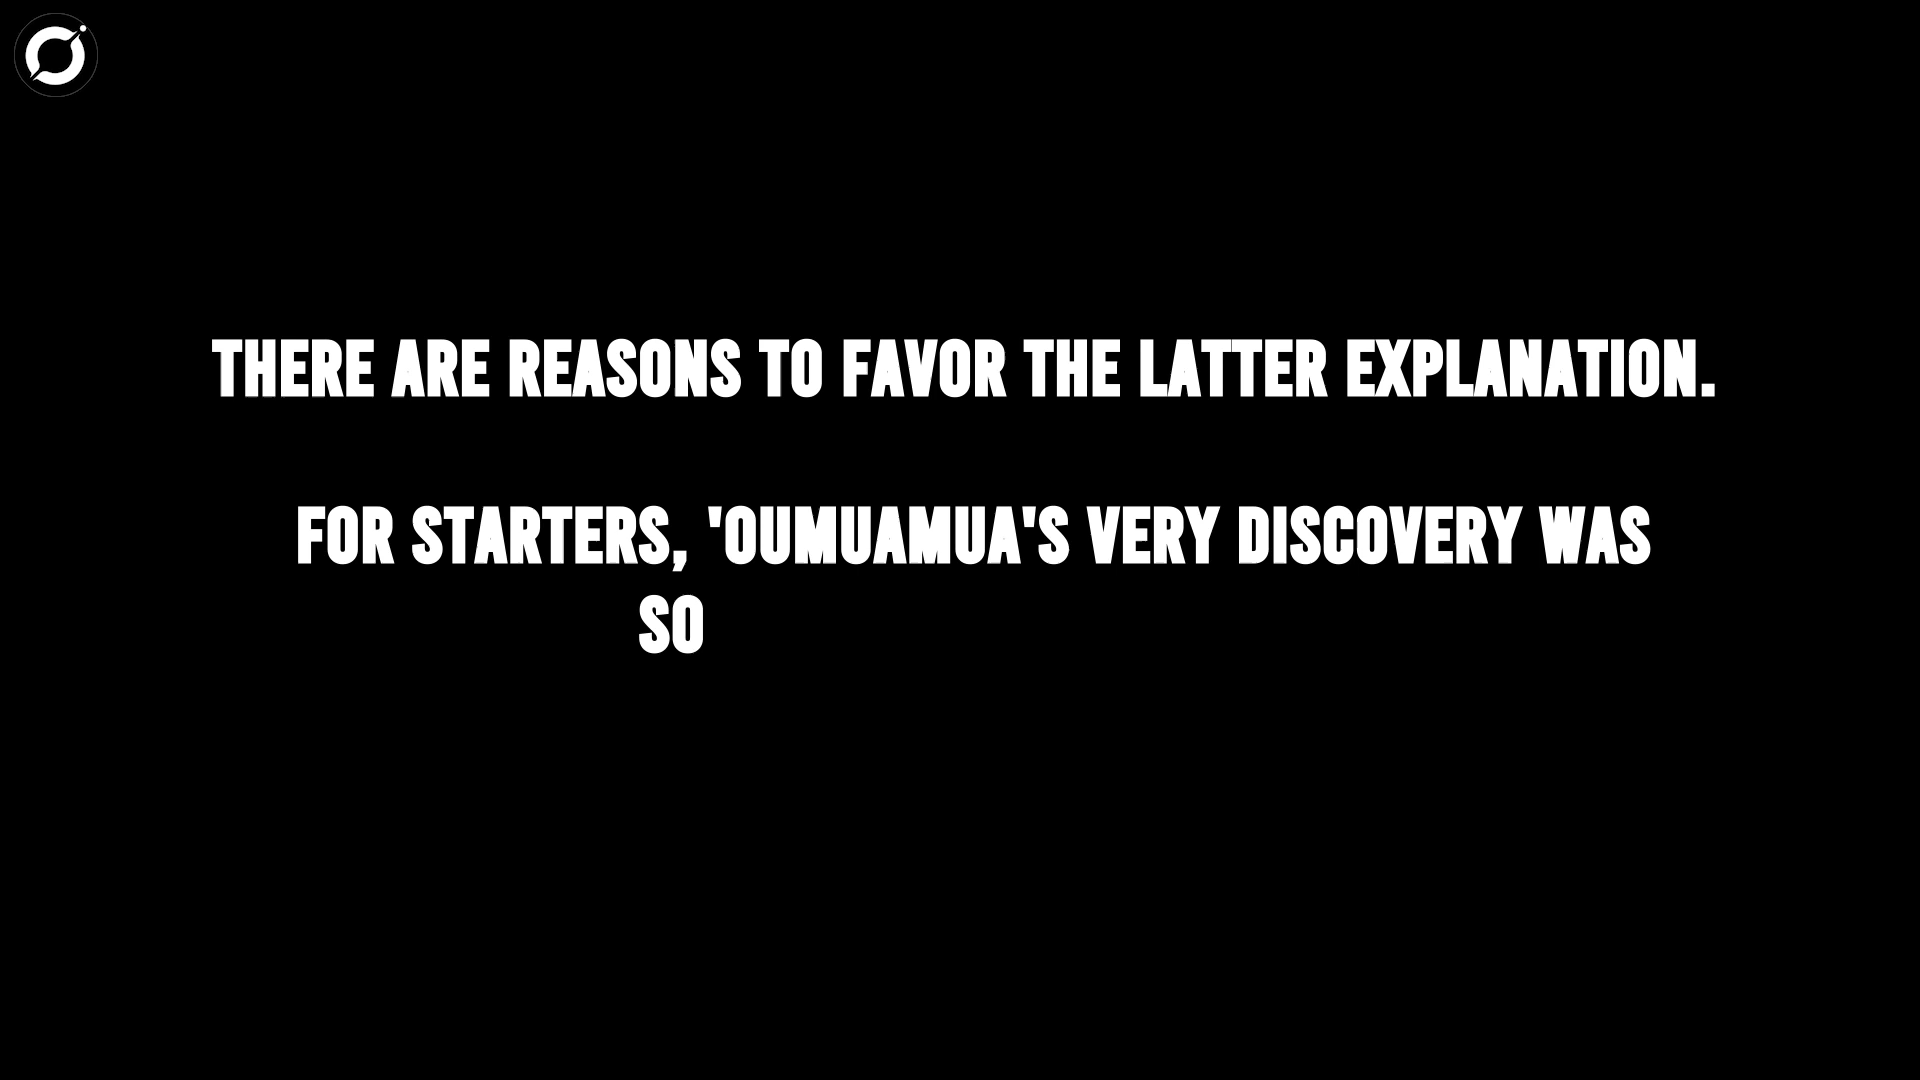 THERE ARE REASONS TO FAVOR THE LATTER EXPLANATION.
FOR STARTERS, 'OUMUAMUA'S VERY DISCOVERY WAS
SO